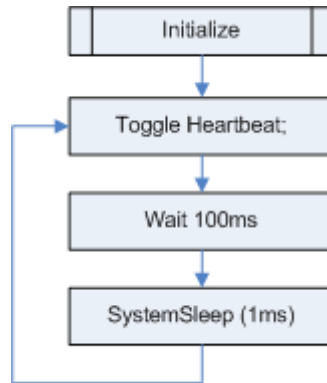 Initialize
Toggle Heartbeat;
Wait 100ms
SystemSleep (1ms)